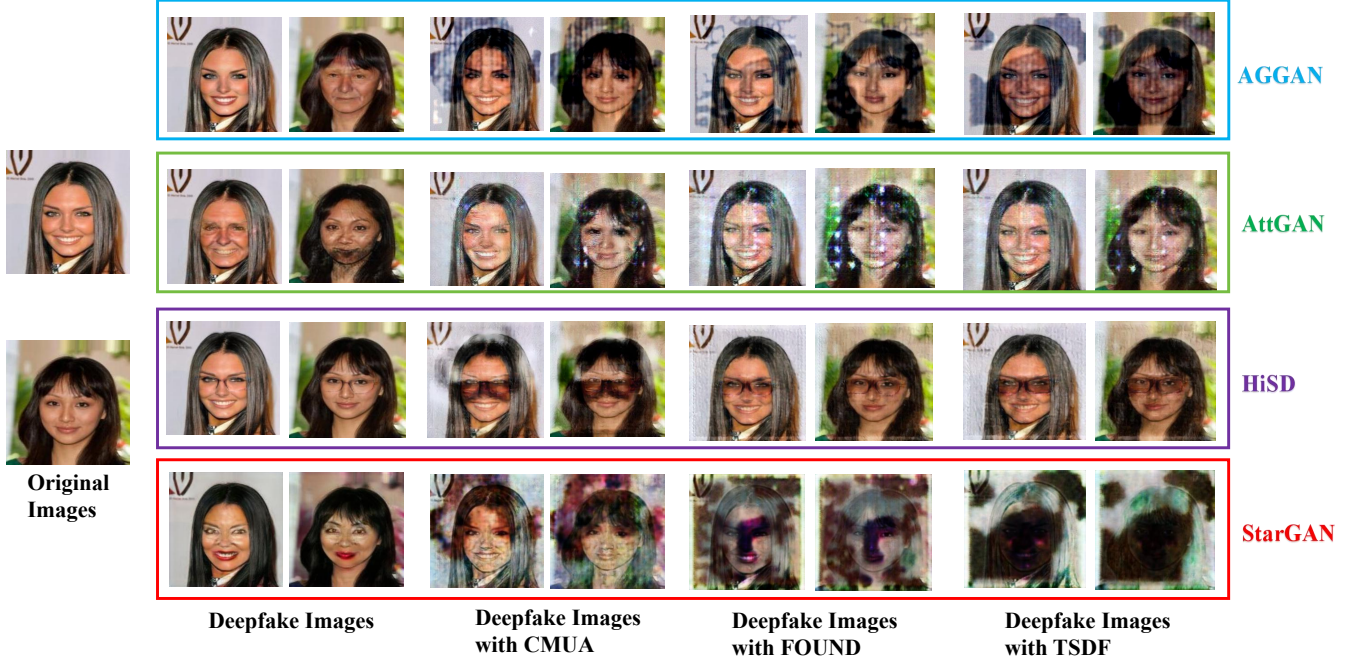 AGGAN
AttGAN
HiSD
Original
Images
StarGAN
Deepfake Images
Deepfake Images
with CMUA
Deepfake Images
with FOUND
Deepfake Images
with TSDF